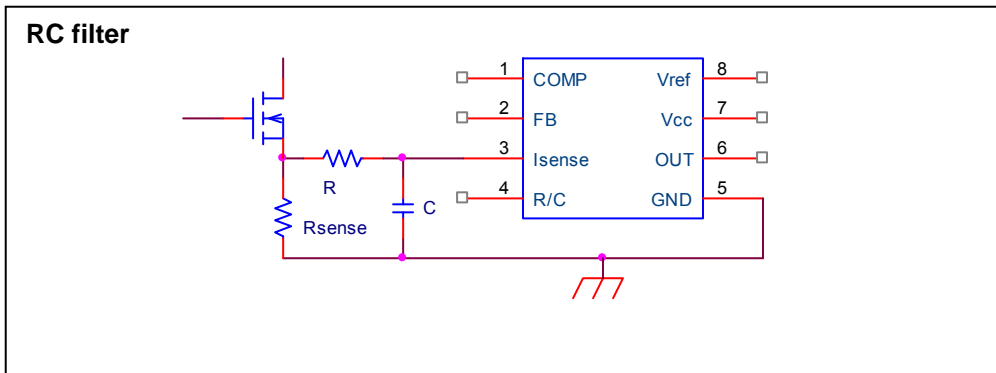 RC filter
1 COMP Vref 8
2 FB Vcc 7
3 Isense OUT 6
4 R/C GND 5
R
C
Rsense